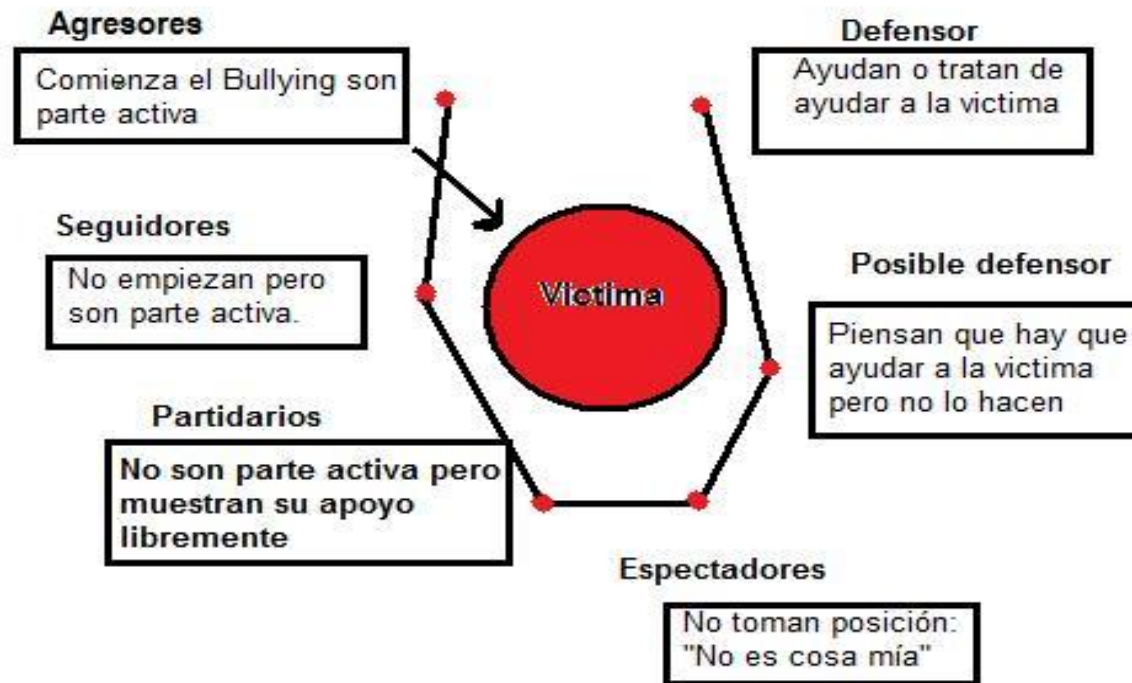 Agresores
Comienza el Bullying son
parte activa
Defensor
Ayudan o tratan de
ayudar a la victima
Seguidores
No empiezan pero
son parte activa.
Victima
Posible defensor
Piensan que hay que
ayudar a la victima
pero no lo hacen
Partidarios
No son parte activa pero
muestran su apoyo
libremente
Espectadores
No toman posición:
"No es cosa mía"